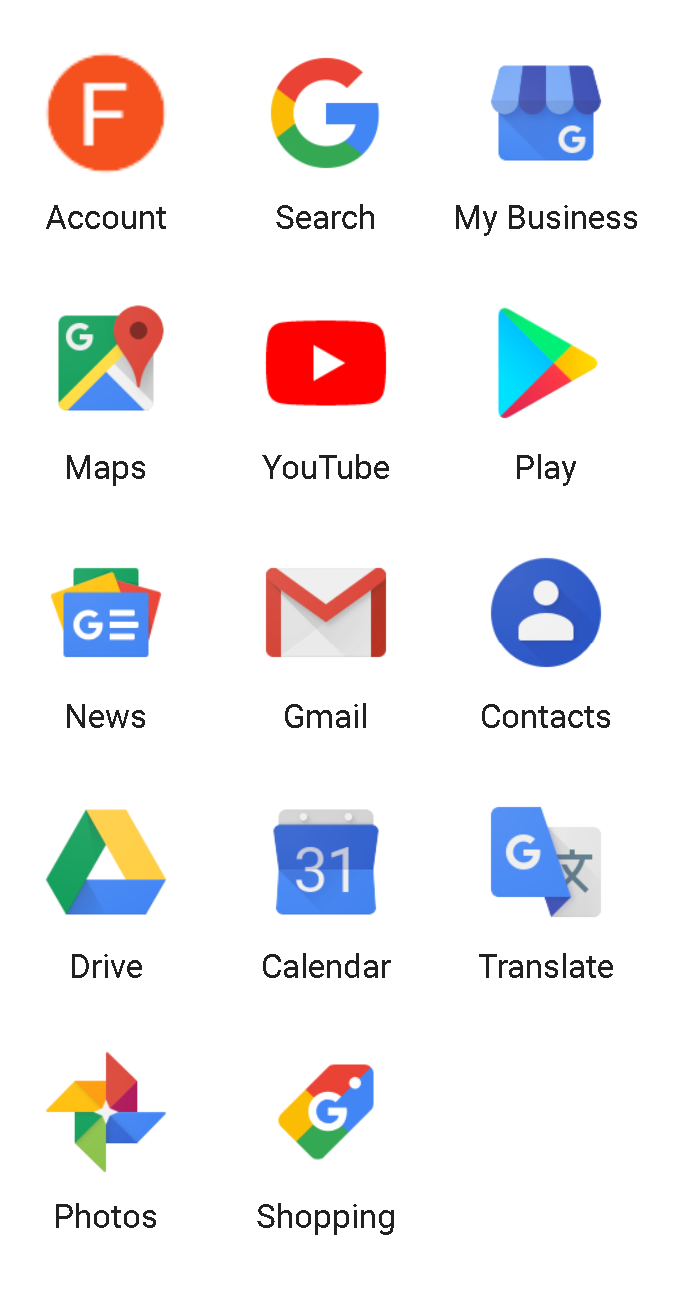 F
G
G
Account
Search
My Business
G
Maps
YouTube
Play
G
News
Gmail
Contacts
31
G
文
Drive
Calendar
Translate
G
Photos
Shopping